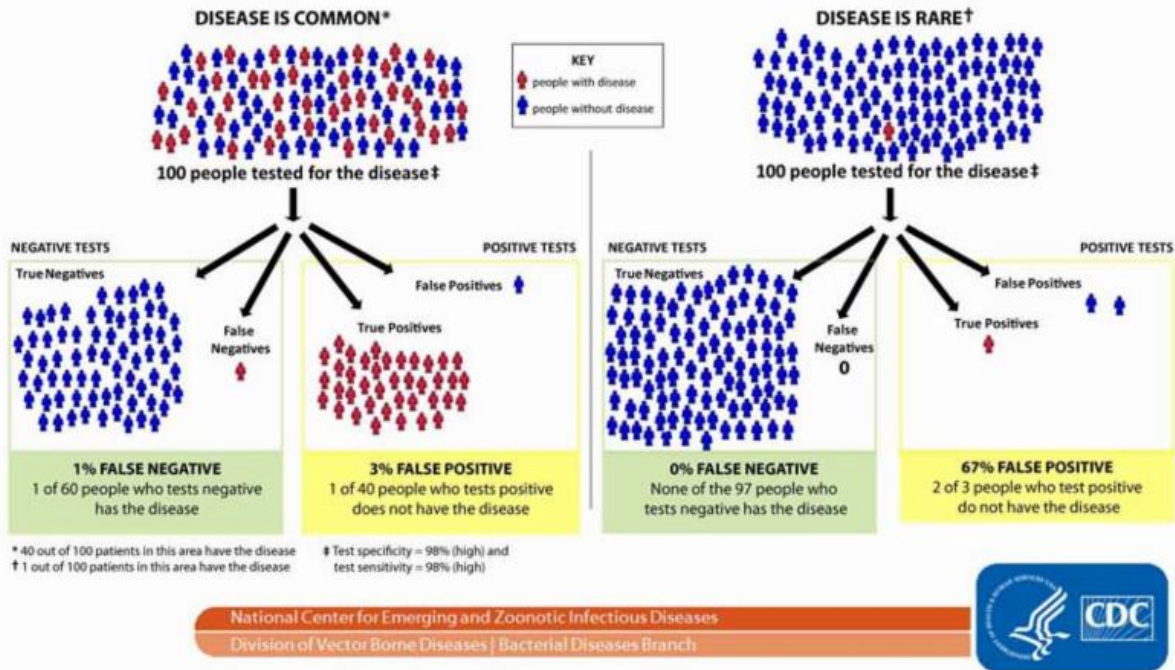 DISEASE IS COMMON*
KEY
people with disease
people without disease
100 people tested for the disease‡
NEGATIVE TESTS
POSITIVE TESTS
True Negatives
False
Negatives
False Positives
True Positives
1% FALSE NEGATIVE
1 of 60 people who tests negative
has the disease
3% FALSE POSITIVE
1 of 40 people who tests positive
does not have the disease
DISEASE IS RARE†
100 people tested for the disease‡
NEGATIVE TESTS
POSITIVE TESTS
True Negatives
False
Negatives
0
False Positives
True Positives
0% FALSE NEGATIVE
None of the 97 people who
tests negative has the disease
67% FALSE POSITIVE
2 of 3 people who test positive
do not have the disease
* 40 out of 100 patients in this area have the disease
† 1 out of 100 patients in this area have the disease
‡ Test specificity = 98% (high) and
test sensitivity = 98% (high)
National Center for Emerging and Zoonotic Infectious Diseases
Division of Vector Borne Diseases | Bacterial Diseases Branch
CDC